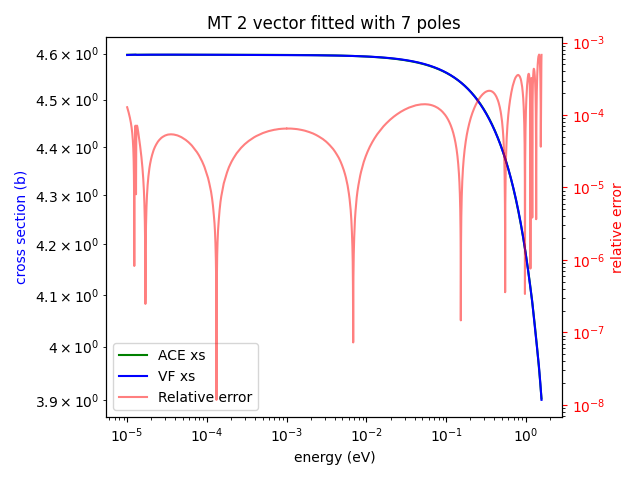 MT 2 vector fitted with 7 poles
4.6 × 10⁰
4.5 × 10⁰
4.4 × 10⁰
4.3 × 10⁰
4.2 × 10⁰
4.1 × 10⁰
4 × 10⁰
3.9 × 10⁰
cross section (b)
10⁻³
10⁻⁴
10⁻⁵
10⁻⁶
10⁻⁷
10⁻⁸
relative error
ACE xs
VF xs
Relative error
10⁻⁵ 10⁻⁴ 10⁻³ 10⁻² 10⁻¹ 10⁰
energy (eV)